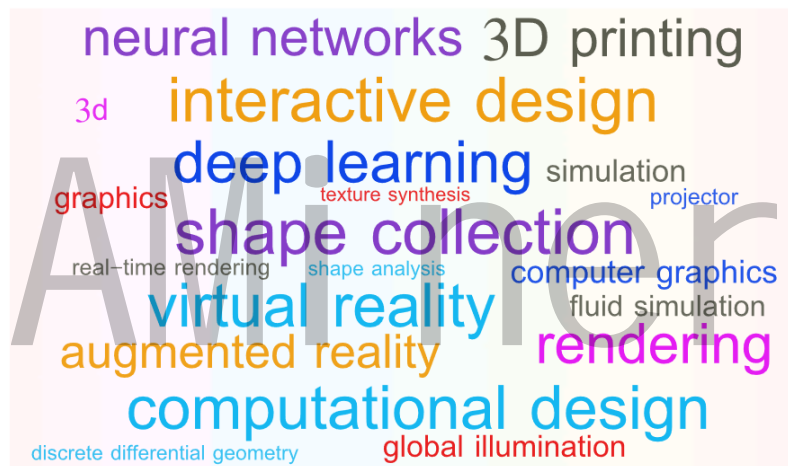 neural networks 3D printing
3d interactive design
deep learning simulation
graphics texture synthesis projector
shape collection
real-time rendering shape analysis computer graphics
virtual reality fluid simulation
augmented reality rendering
computational design
discrete differential geometry global illumination
AMiner